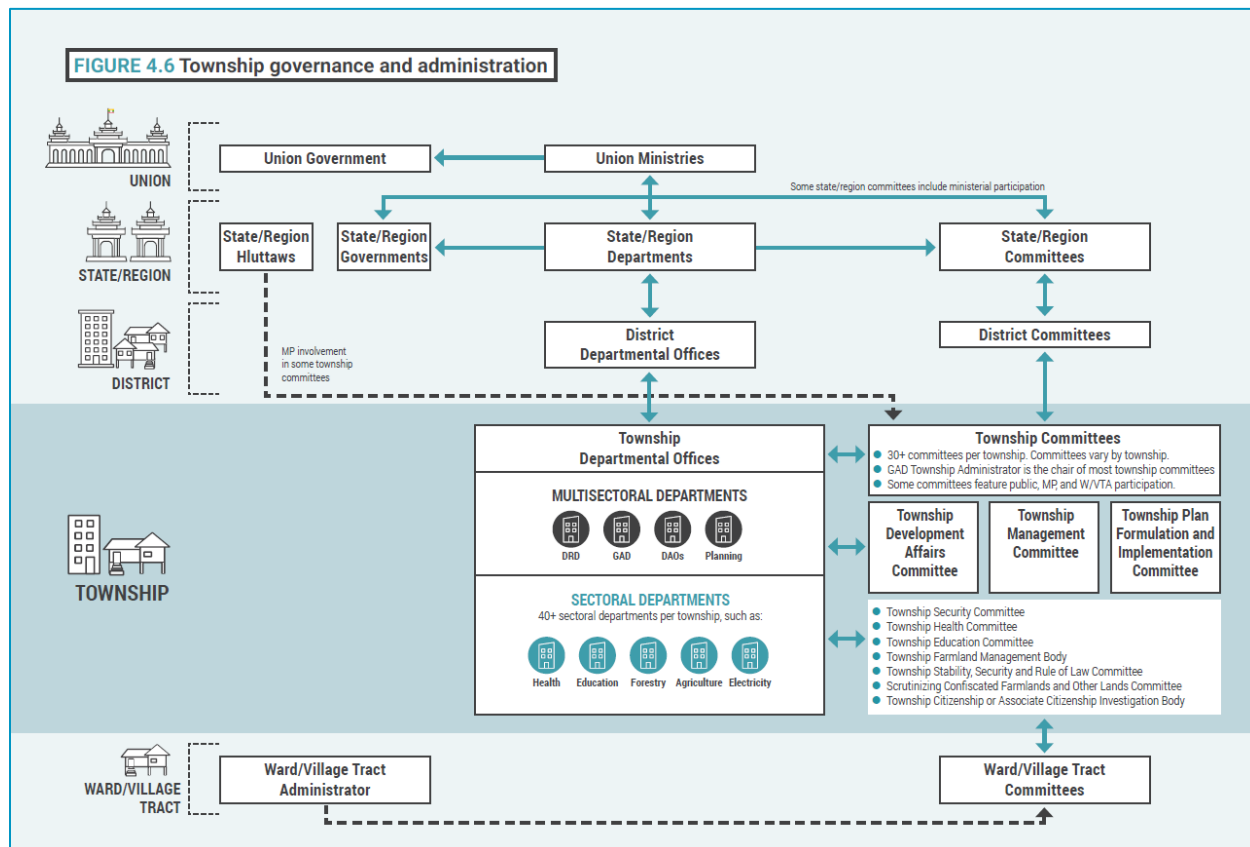 FIGURE 4.6 Township governance and administration
UNION
Union Government
Union Ministries
Some state/region committees include ministerial participation
STATE/REGION
State/Region
Hluttaws
State/Region
Governments
State/Region
Departments
State/Region
Committees
DISTRICT
MP involvement
in some township
committees
District
Departmental Offices
District Committees
TOWNSHIP
Township
Departmental Offices
MULTISECTORAL DEPARTMENTS
DRD
GAD
DAOs
Planning
SECTORAL DEPARTMENTS
40+ sectoral departments per township, such as:
Health
Education
Forestry
Agriculture
Electricity
Township Committees
30+ committees per township. Committees vary by township.
GAD Township Administrator is the chair of most township committees
Some committees feature public, MP, and W/VTA participation.
Township
Development
Affairs
Committee
Township
Management
Committee
Township Plan
Formulation and
Implementation
Committee
Township Security Committee
Township Health Committee
Township Education Committee
Township Farmland Management Body
Township Stability, Security and Rule of Law Committee
Scrutinizing Confiscated Farmlands and Other Lands Committee
Township Citizenship or Associate Citizenship Investigation Body
WARD/VILLAGE
TRACT
Ward/Village Tract
Administrator
Ward/Village Tract
Committees